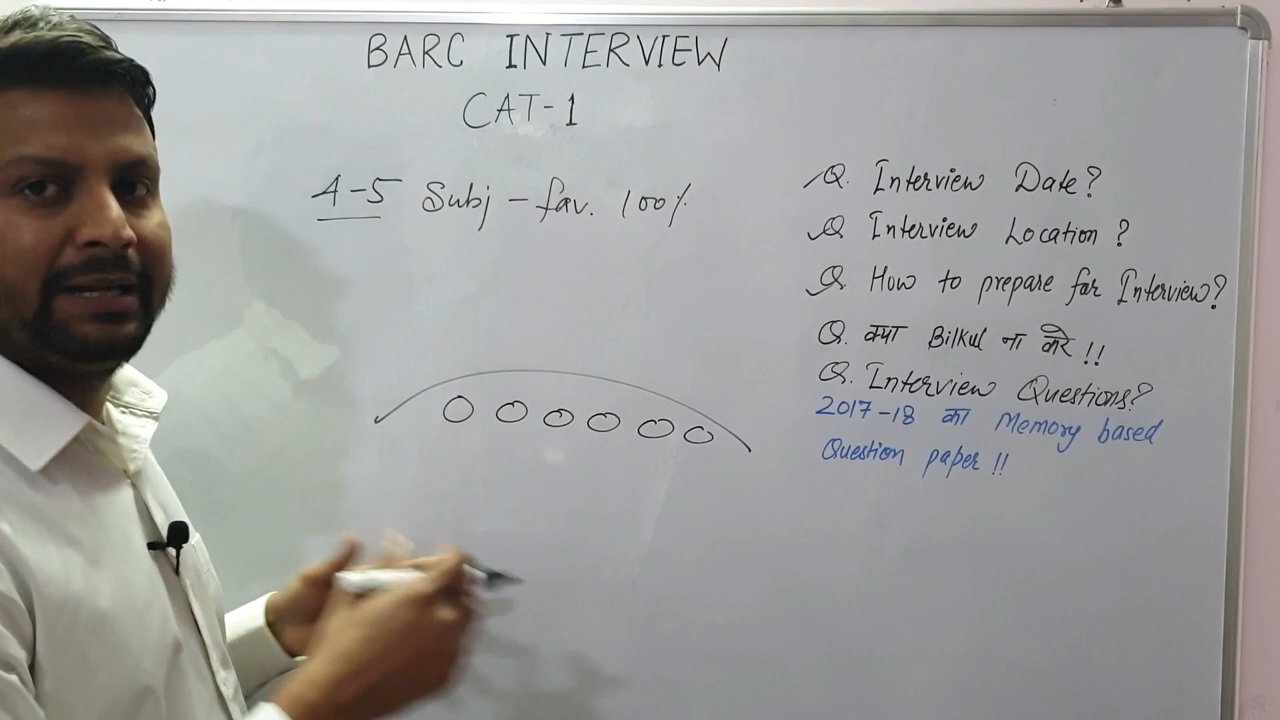 BARC INTERVIEW
CAT-1
4-5 Subj - fav. 100%
Q. Interview Date?
Q Interview Location?
Q. How to prepare for Interview?
Q. क्या Bilkul ना करे !!
Q. Interview Questions?
2017-18 का Memory based
Question paper !!